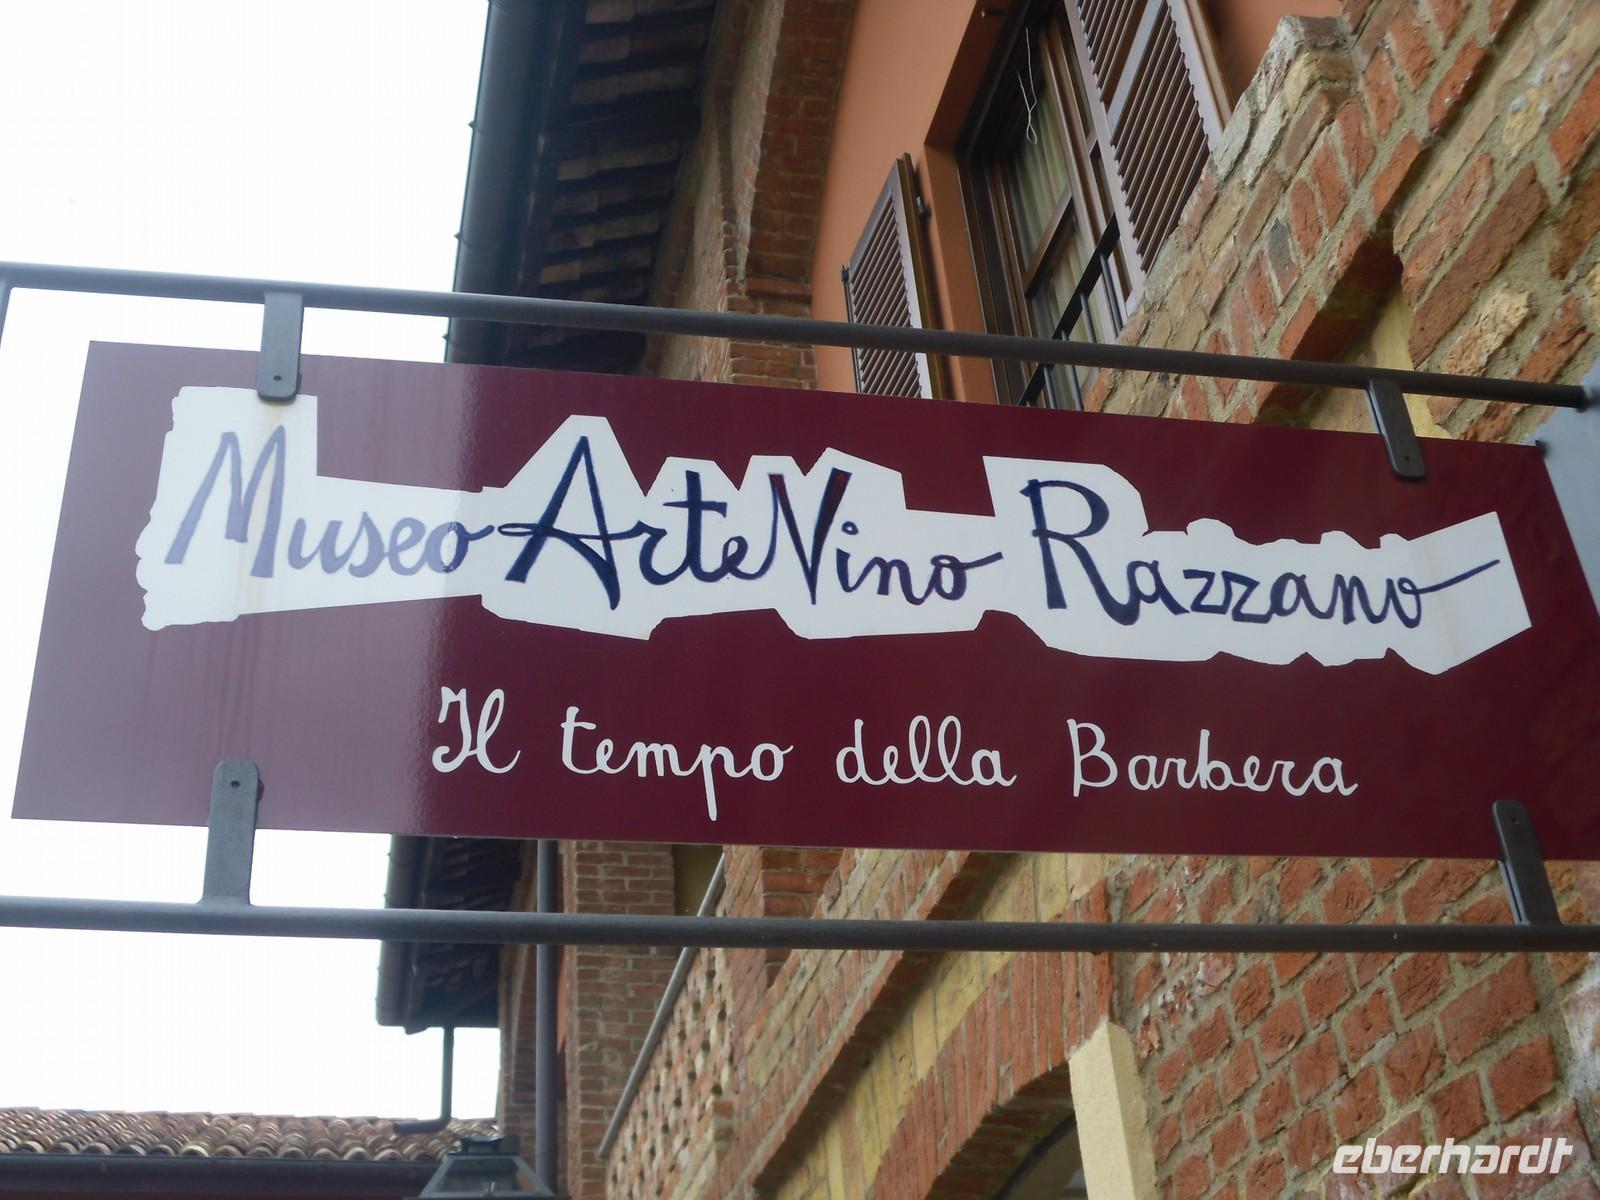 Museo ArteVino Razzano
Il tempo della Barbera
eberhardt